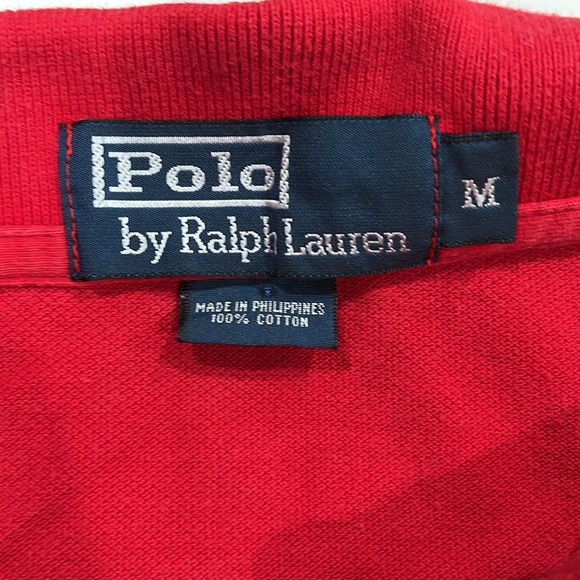 Polo
by Ralph Lauren
M
MADE IN PHILIPPINES
100% COTTON